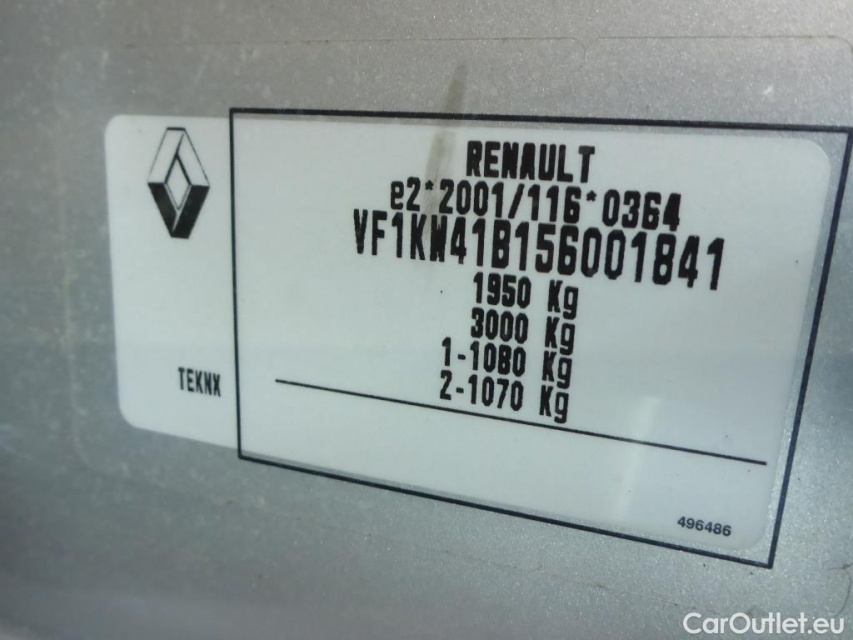 RENAULT
e2*2001/116*0364
VF1KW41B156001841
1950 Kg
3000 Kg
1-1080 Kg
2-1070 Kg
TEKNX
496486
CarOutlet.eu